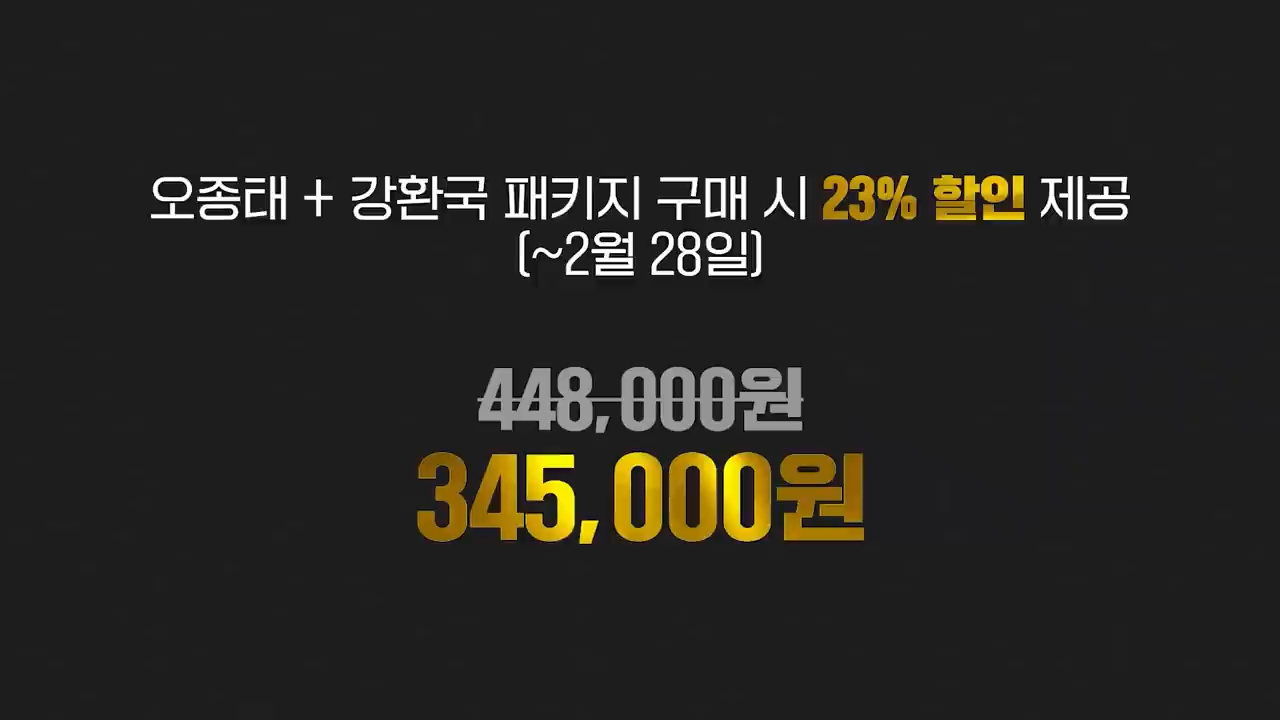 오종태 + 강환국 패키지 구매 시 23% 할인 제공
(~2월 28일)
448,000원
345,000원